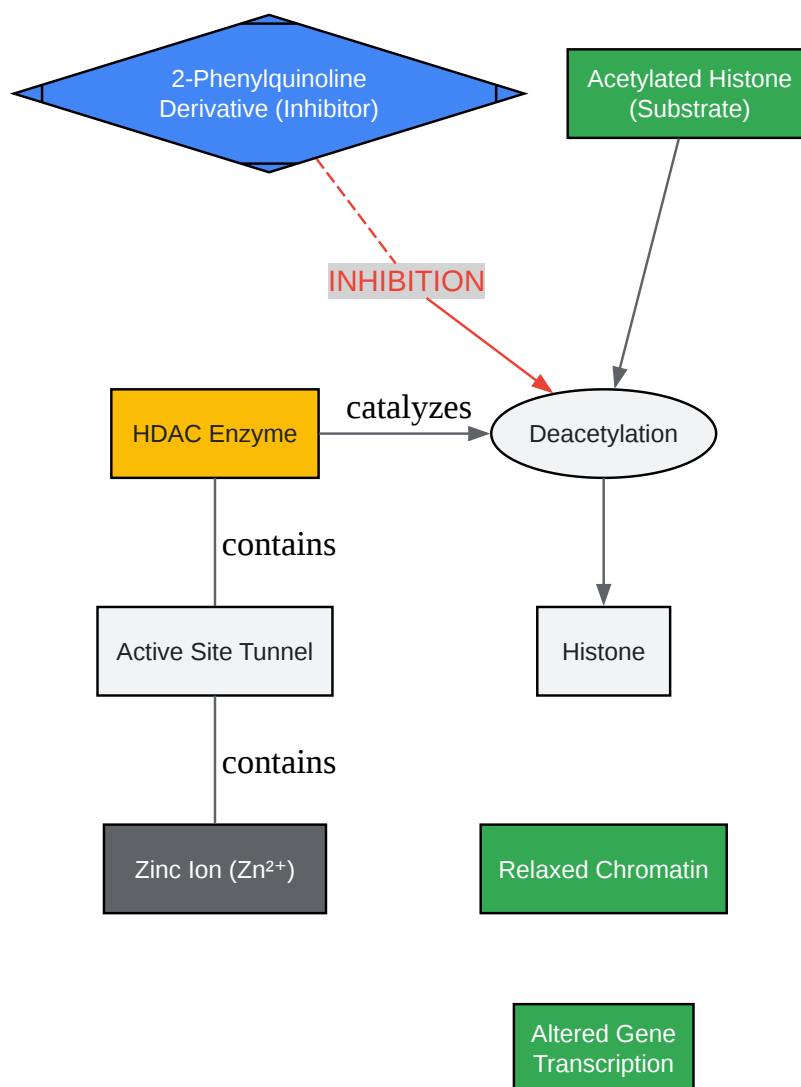 2-Phenylquinoline
Derivative (Inhibitor)
Acetylated Histone
(Substrate)
INHIBITION
HDAC Enzyme
catalyzes
Deacetylation
contains
Active Site Tunnel
Histone
contains
Zinc Ion (Zn²⁺)
Relaxed Chromatin
Altered Gene
Transcription